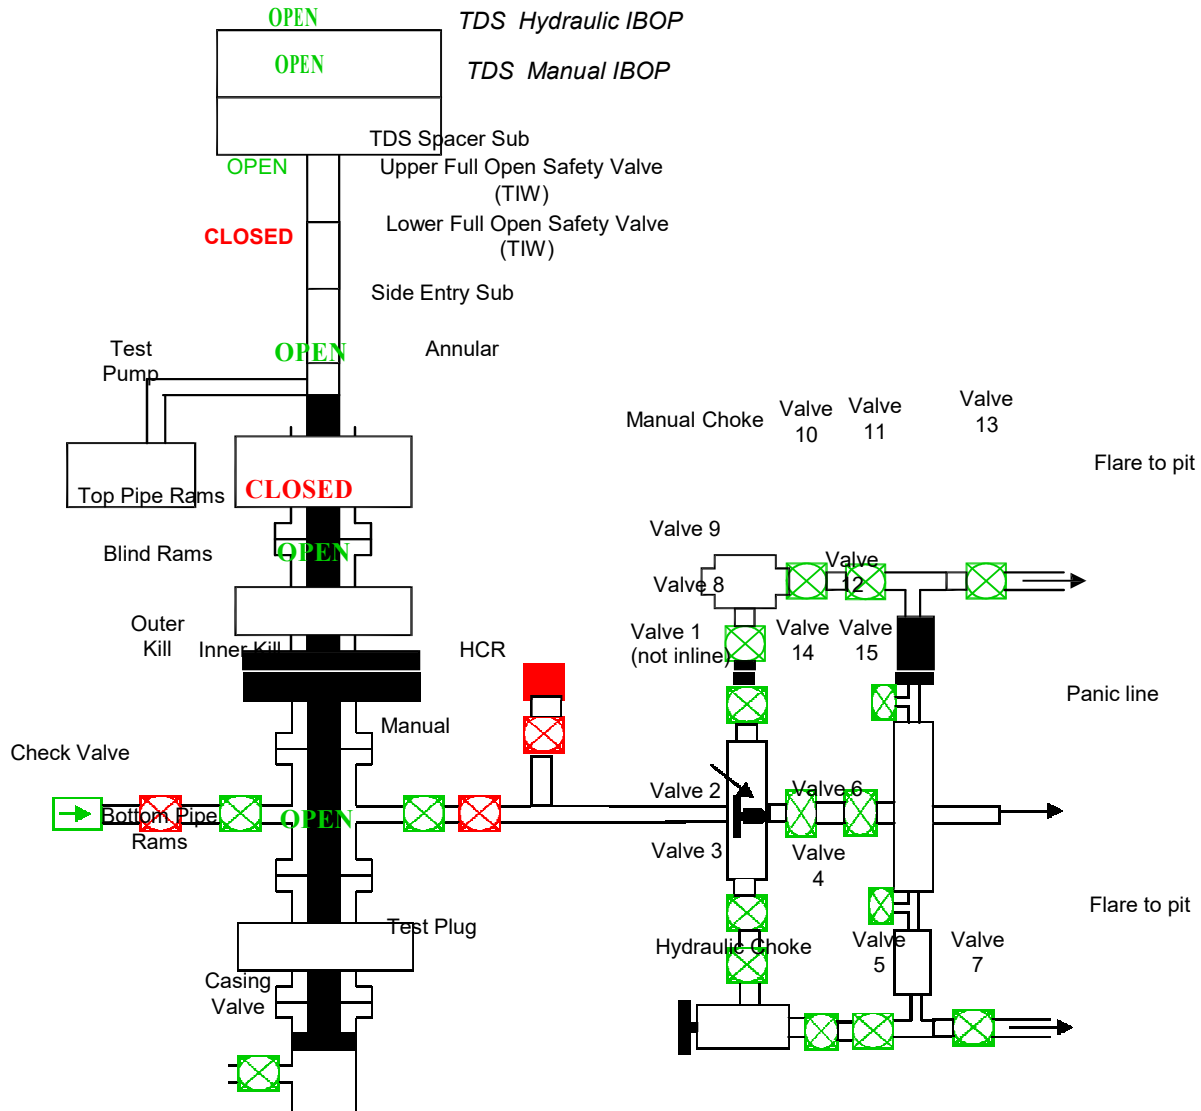 OPEN
TDS Hydraulic IBOP
OPEN
TDS Manual IBOP
TDS Spacer Sub
OPEN
Upper Full Open Safety Valve
(TIW)
CLOSED
Lower Full Open Safety Valve
(TIW)
Side Entry Sub
Test
Pump
OPEN
Annular
Manual Choke
Valve
10
Valve
11
Valve
13
Flare to pit
Top Pipe Rams
CLOSED
Blind Rams
OPEN
Valve 9
Valve 8
Valve
12
Outer
Kill
Inner Kill
HCR
Valve 1
(not inline)
Valve
14
Valve
15
Panic line
Manual
Check Valve
Valve 2
Valve 6
Bottom Pipe
Rams
OPEN
Valve 3
Valve
4
Test Plug
Flare to pit
Hydraulic Choke
Valve
5
Valve
7
Casing
Valve